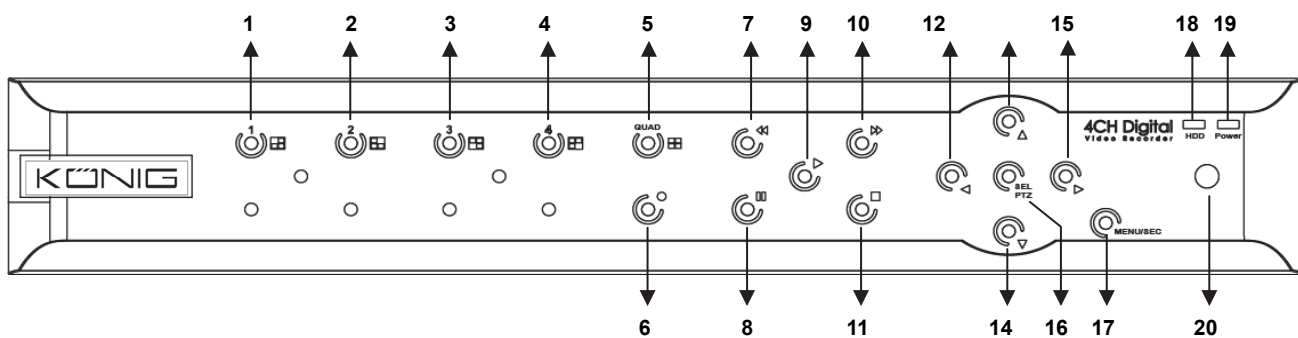 1 2 3 4 5 7 9 10 12 15 18 19
1 2 3 4 QUAD
4CH Digital
Video Recorder
HDD Power
KÖNIG
SEL
PTZ
MENU/SEC
6 8 11 14 16 17 20